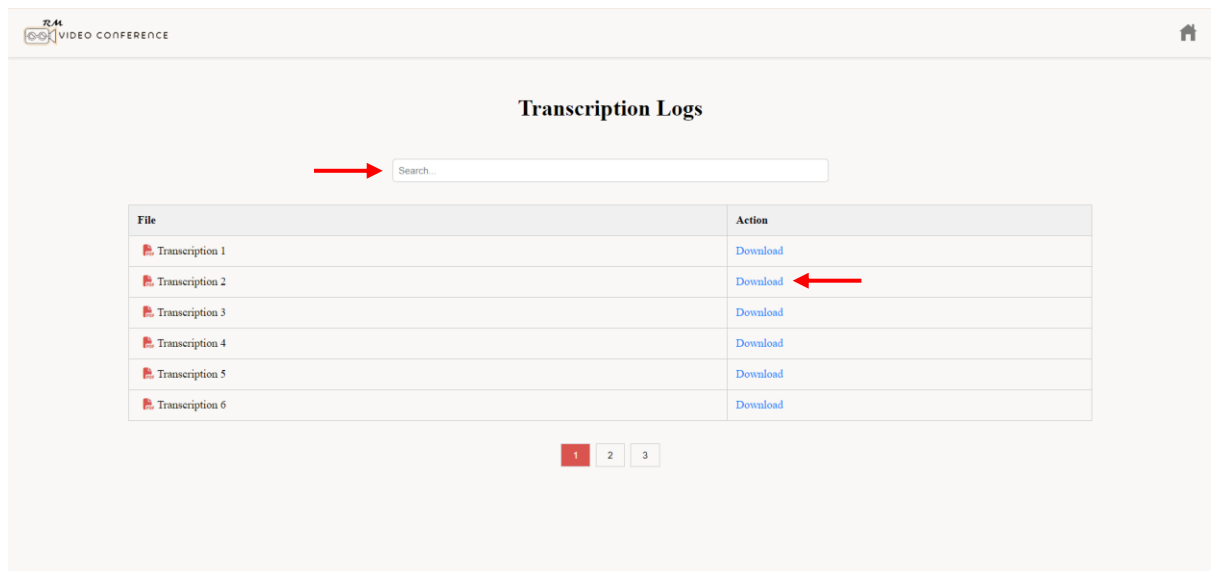 RM
VIDEO CONFERENCE
Transcription Logs
Search...
File Action
Transcription 1 Download
Transcription 2 Download
Transcription 3 Download
Transcription 4 Download
Transcription 5 Download
Transcription 6 Download
1 2 3